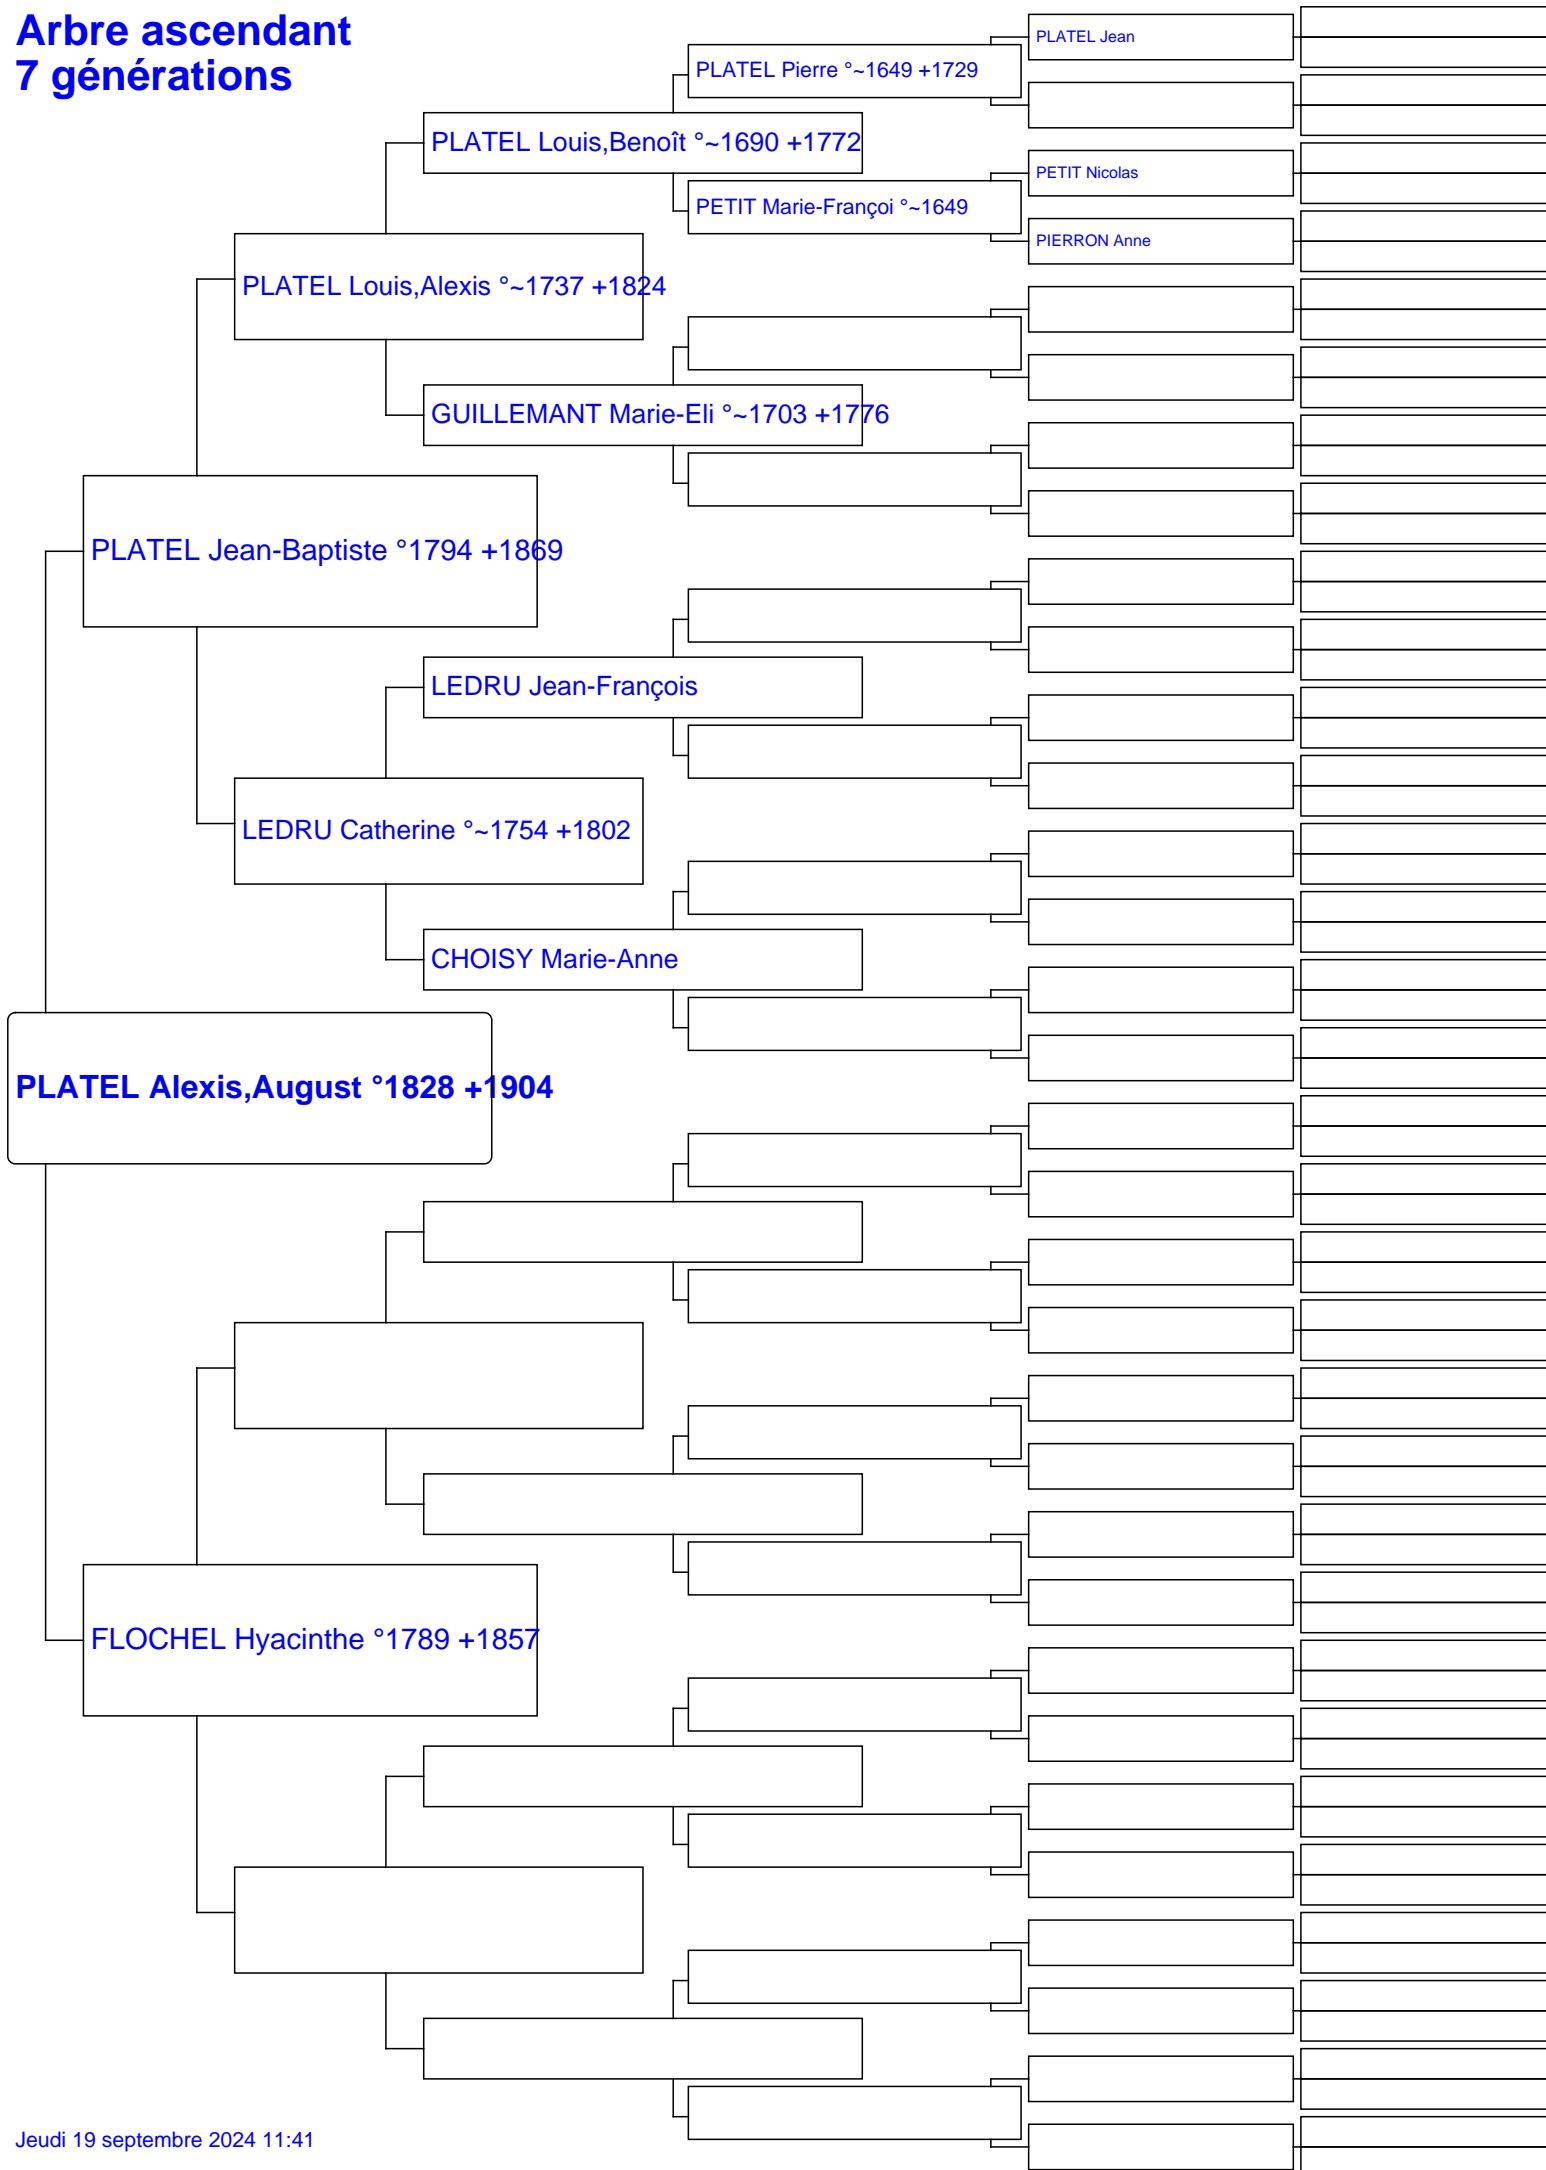 Arbre ascendant
7 générations
PLATEL Jean
PLATEL Pierre °~1649 +1729
PLATEL Louis,Benoît °~1690 +1772
PETIT Nicolas
PETIT Marie-Françoi °~1649
PIERRON Anne
PLATEL Louis,Alexis °~1737 +1824
GUILLEMANT Marie-Eli °~1703 +1776
PLATEL Jean-Baptiste °1794 +1869
LEDRU Jean-François
LEDRU Catherine °~1754 +1802
CHOISY Marie-Anne
PLATEL Alexis,August °1828 +1904
FLOCHEL Hyacinthe °1789 +1857
Jeudi 19 septembre 2024 11:41